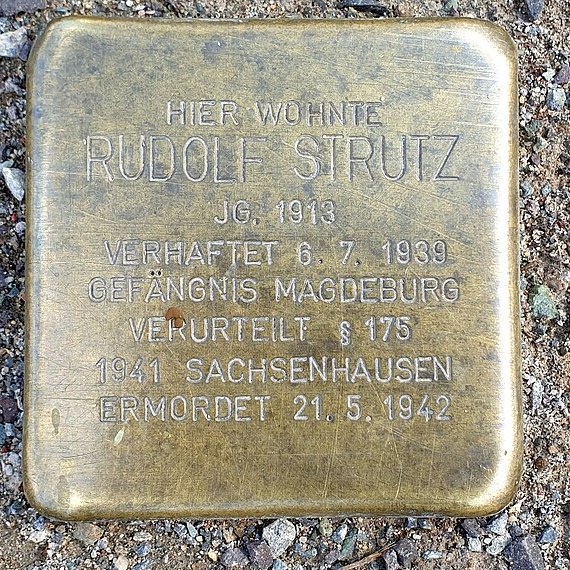 HIER WOHNTE
RUDOLF STRUTZ
JG. 1913
VERHAFTET 6. 7. 1939
GEFÄNGNIS MAGDEBURG
VERURTEILT § 175
1941 SACHSENHAUSEN
ERMORDET 21. 5. 1942